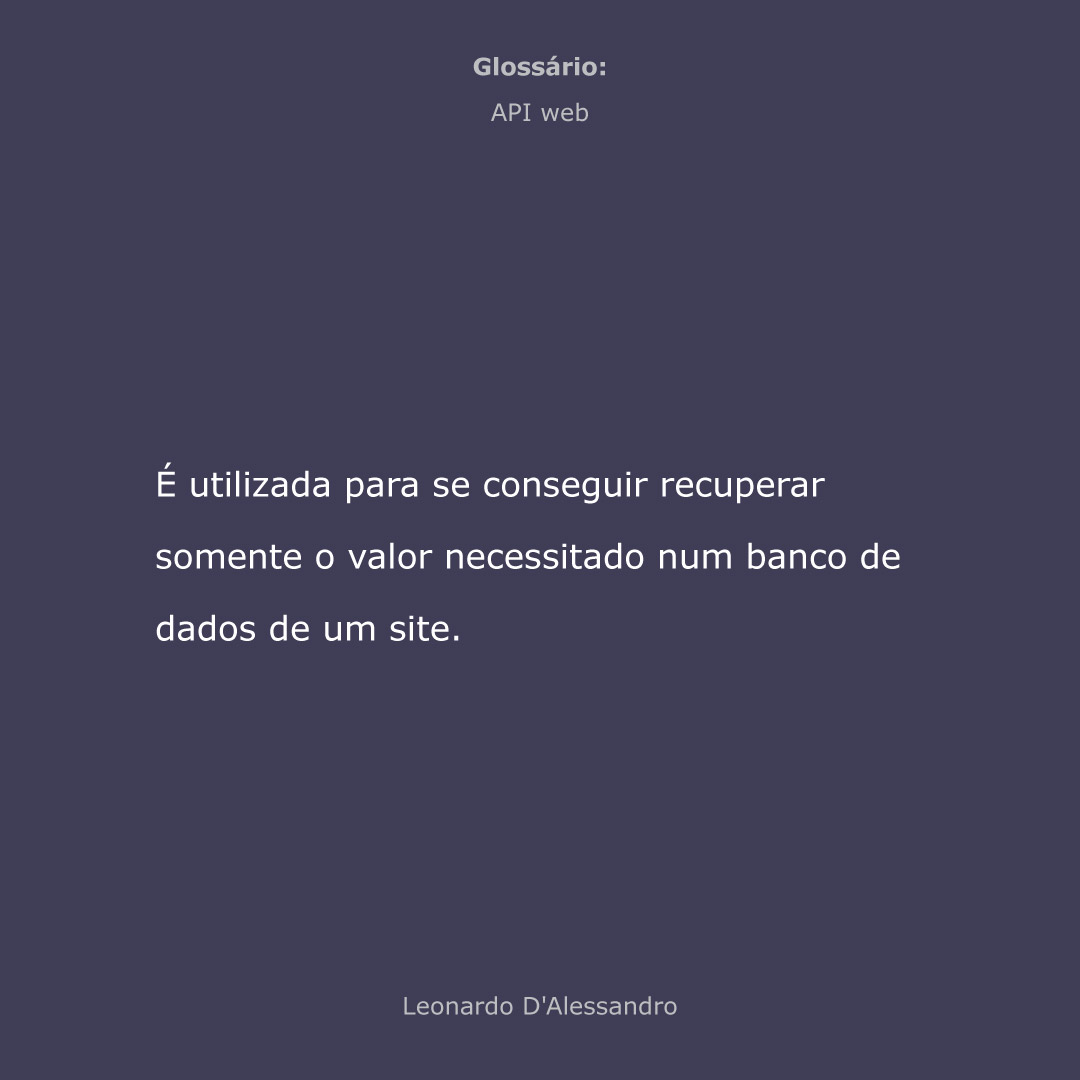 Glossário:
API web
É utilizada para se conseguir recuperar
somente o valor necessitado num banco de
dados de um site.
Leonardo D'Alessandro